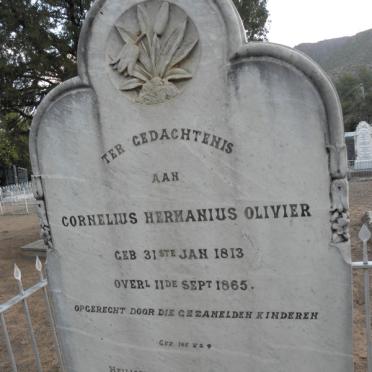 TER GEDACHTENIS
AAN
CORNELIUS HERMANIUS OLIVIER
GEB 31STE JAN 1813
OVERL 11DE SEPT 1865.
OPGERECHT DOOR DIE GEZAMELDEN KINDEREN